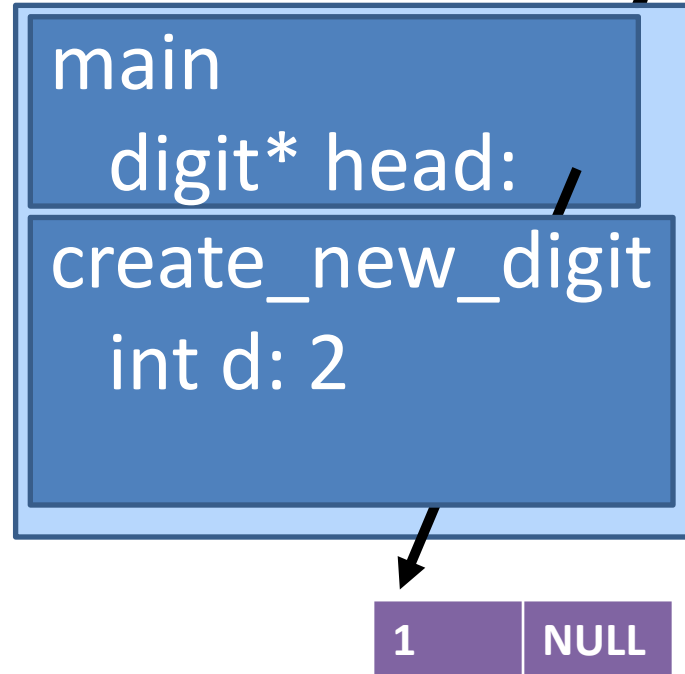 main
digit* head:
create_new_digit
int d: 2
1 NULL